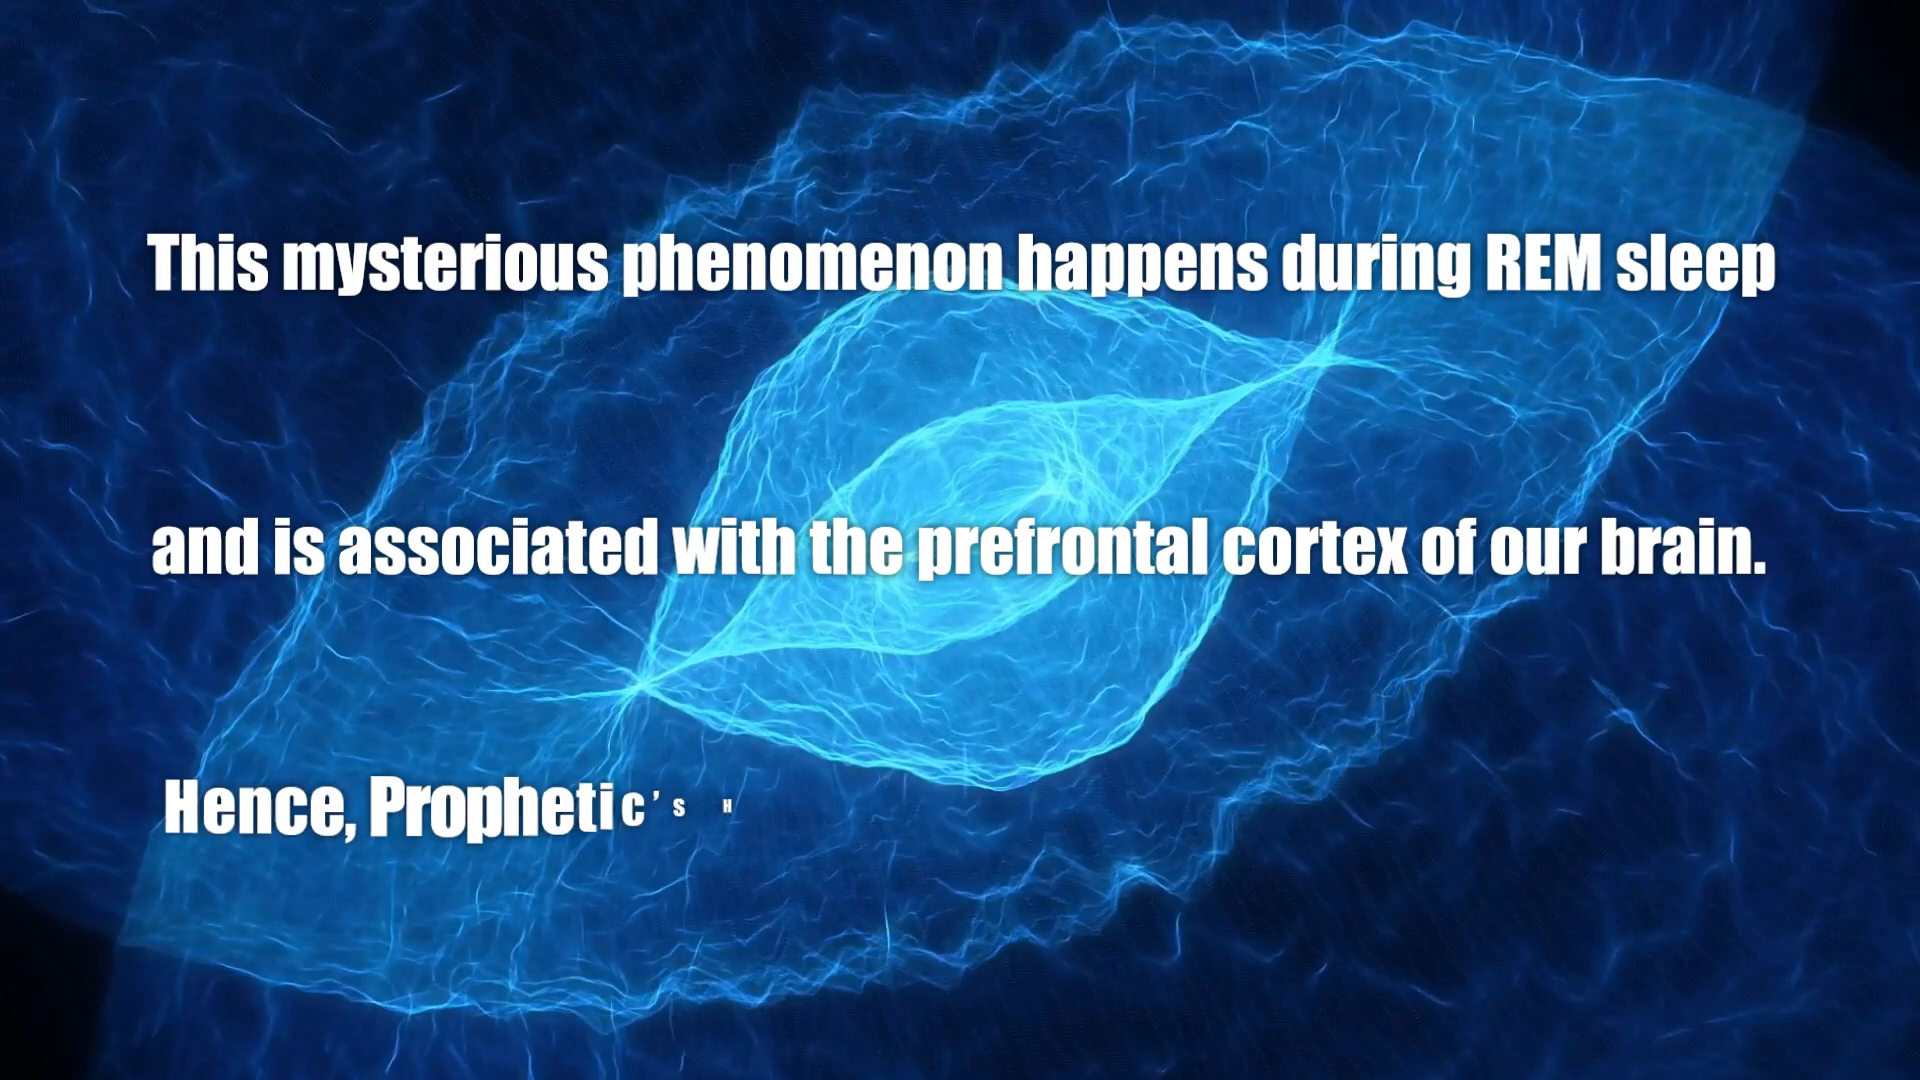 This mysterious phenomenon happens during REM sleep
and is associated with the prefrontal cortex of our brain.
Hence, Prophetic’s H